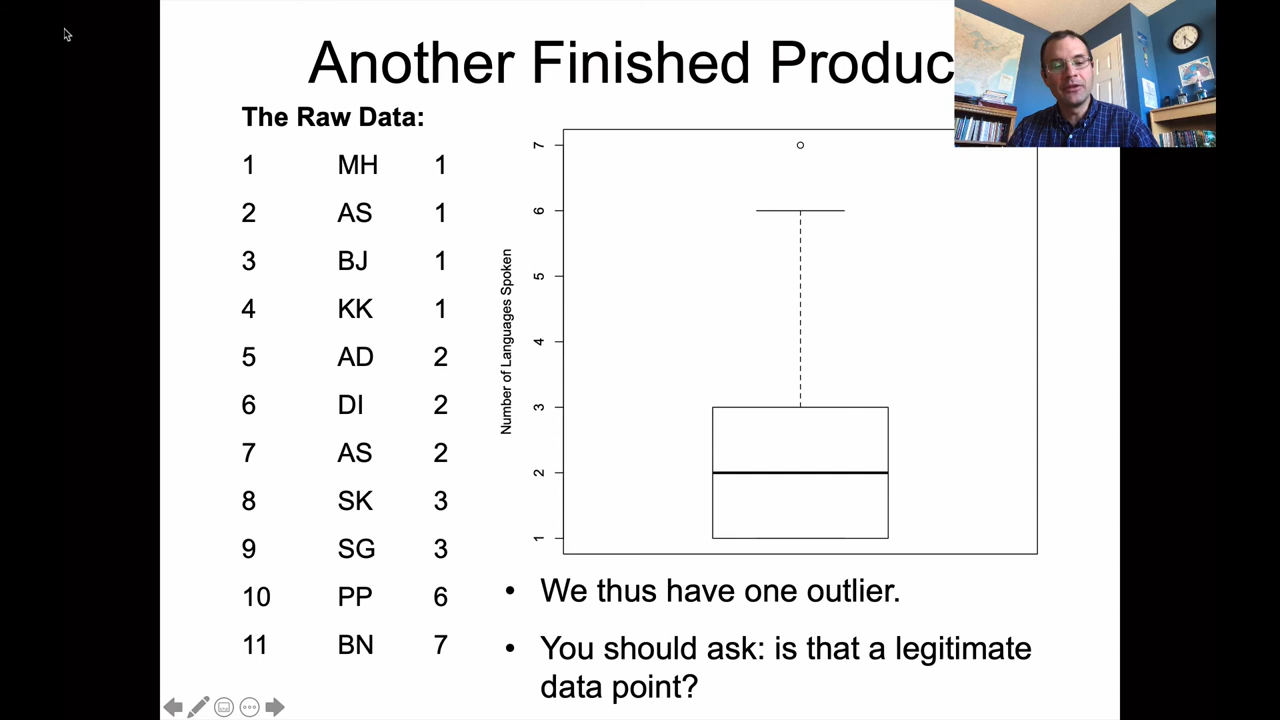 Another Finished Produc
The Raw Data:
1 MH 1
2 AS 1
3 BJ 1
4 KK 1
5 AD 2
6 DI 2
7 AS 2
8 SK 3
9 SG 3
10 PP 6
11 BN 7
Number of Languages Spoken
7
6
5
4
3
2
1
• We thus have one outlier.
• You should ask: is that a legitimate
data point?